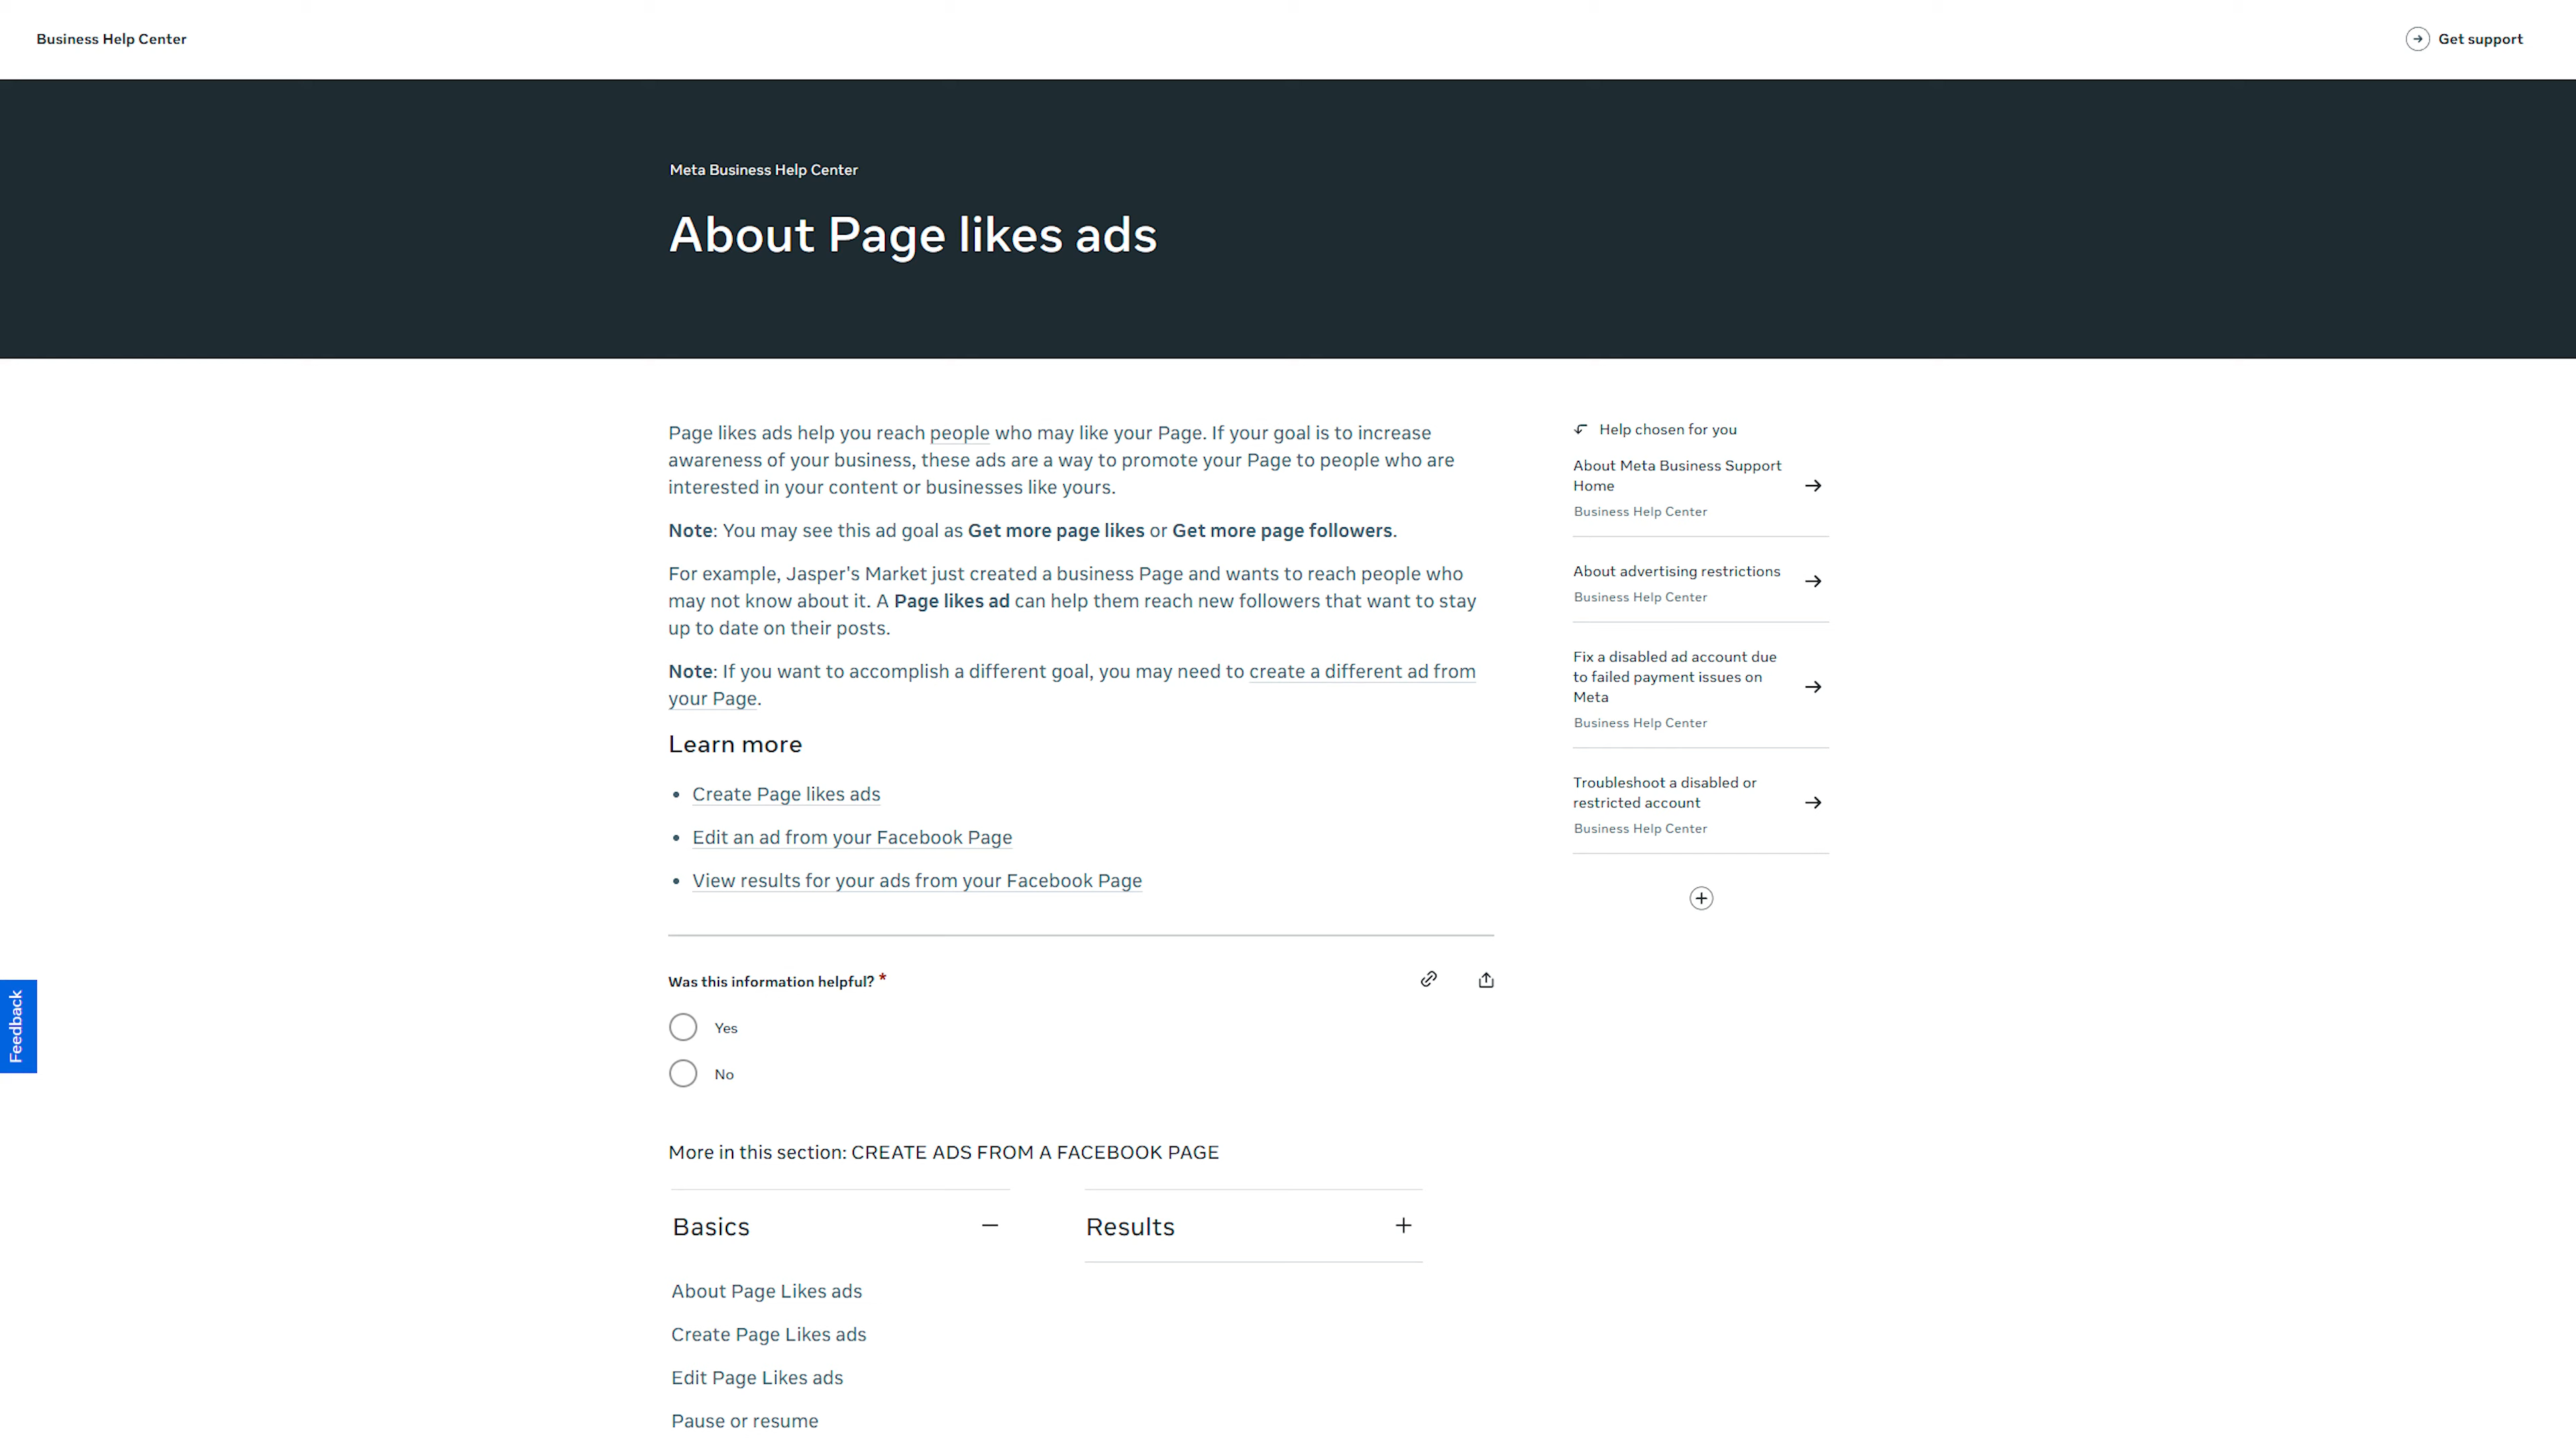 Business Help Center
Get support
Meta Business Help Center
About Page likes ads
Page likes ads help you reach people who may like your Page. If your goal is to increase
awareness of your business, these ads are a way to promote your Page to people who are
interested in your content or businesses like yours.
Note: You may see this ad goal as Get more page likes or Get more page followers.
For example, Jasper's Market just created a business Page and wants to reach people who
may not know about it. A Page likes ad can help them reach new followers that want to stay
up to date on their posts.
Note: If you want to accomplish a different goal, you may need to create a different ad from
your Page.
Learn more
• Create Page likes ads
• Edit an ad from your Facebook Page
• View results for your ads from your Facebook Page
Was this information helpful? *
Yes
No
More in this section: CREATE ADS FROM A FACEBOOK PAGE
Basics
About Page Likes ads
Create Page Likes ads
Edit Page Likes ads
Pause or resume
Results
Help chosen for you
About Meta Business Support
Home
Business Help Center
About advertising restrictions
Business Help Center
Fix a disabled ad account due
to failed payment issues on
Meta
Business Help Center
Troubleshoot a disabled or
restricted account
Business Help Center
Feedback